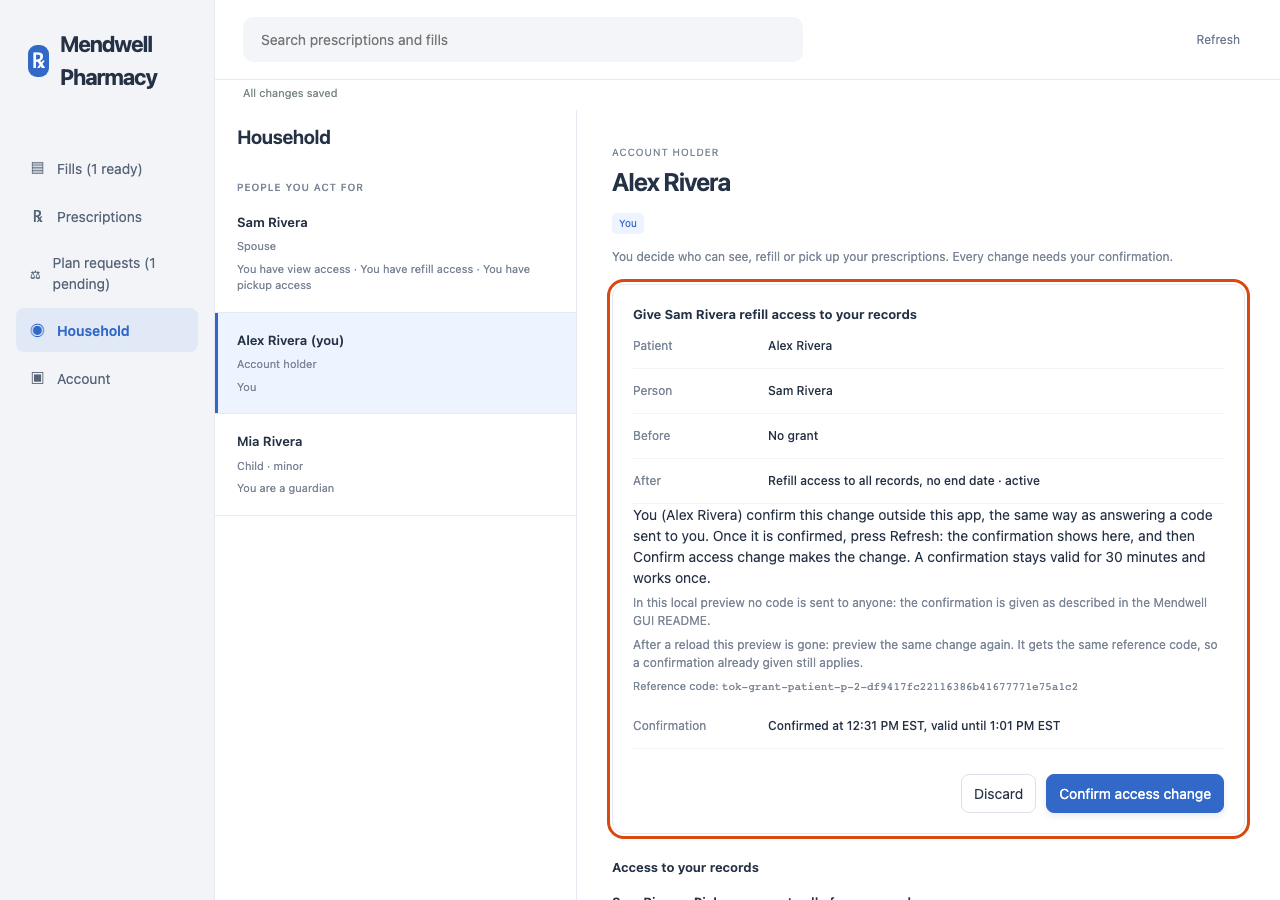 Mendwell
Pharmacy
Search prescriptions and fills
Refresh
All changes saved
Fills (1 ready)
Prescriptions
Plan requests (1
pending)
Household
Account
Household
PEOPLE YOU ACT FOR
Sam Rivera
Spouse
You have view access · You have refill access · You have
pickup access
Alex Rivera (you)
Account holder
You
Mia Rivera
Child · minor
You are a guardian
ACCOUNT HOLDER
Alex Rivera
You
You decide who can see, refill or pick up your prescriptions. Every change needs your confirmation.
Give Sam Rivera refill access to your records
Patient Alex Rivera
Person Sam Rivera
Before No grant
After Refill access to all records, no end date · active
You (Alex Rivera) confirm this change outside this app, the same way as answering a code
sent to you. Once it is confirmed, press Refresh: the confirmation shows here, and then
Confirm access change makes the change. A confirmation stays valid for 30 minutes and
works once.
In this local preview no code is sent to anyone: the confirmation is given as described in the Mendwell
GUI README.
After a reload this preview is gone: preview the same change again. It gets the same reference code, so
a confirmation already given still applies.
Reference code: tok-grant-patient-p-2-df9417fc22116386b41677771e75a1c2
Confirmation Confirmed at 12:31 PM EST, valid until 1:01 PM EST
Discard
Confirm access change
Access to your records